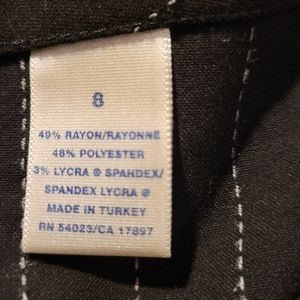 8
49% RAYON/RAYONNE
48% POLYESTER
3% LYCRA ® SPANDEX/
SPANDEX LYCRA ®
MADE IN TURKEY
RN 54023/CA 17897